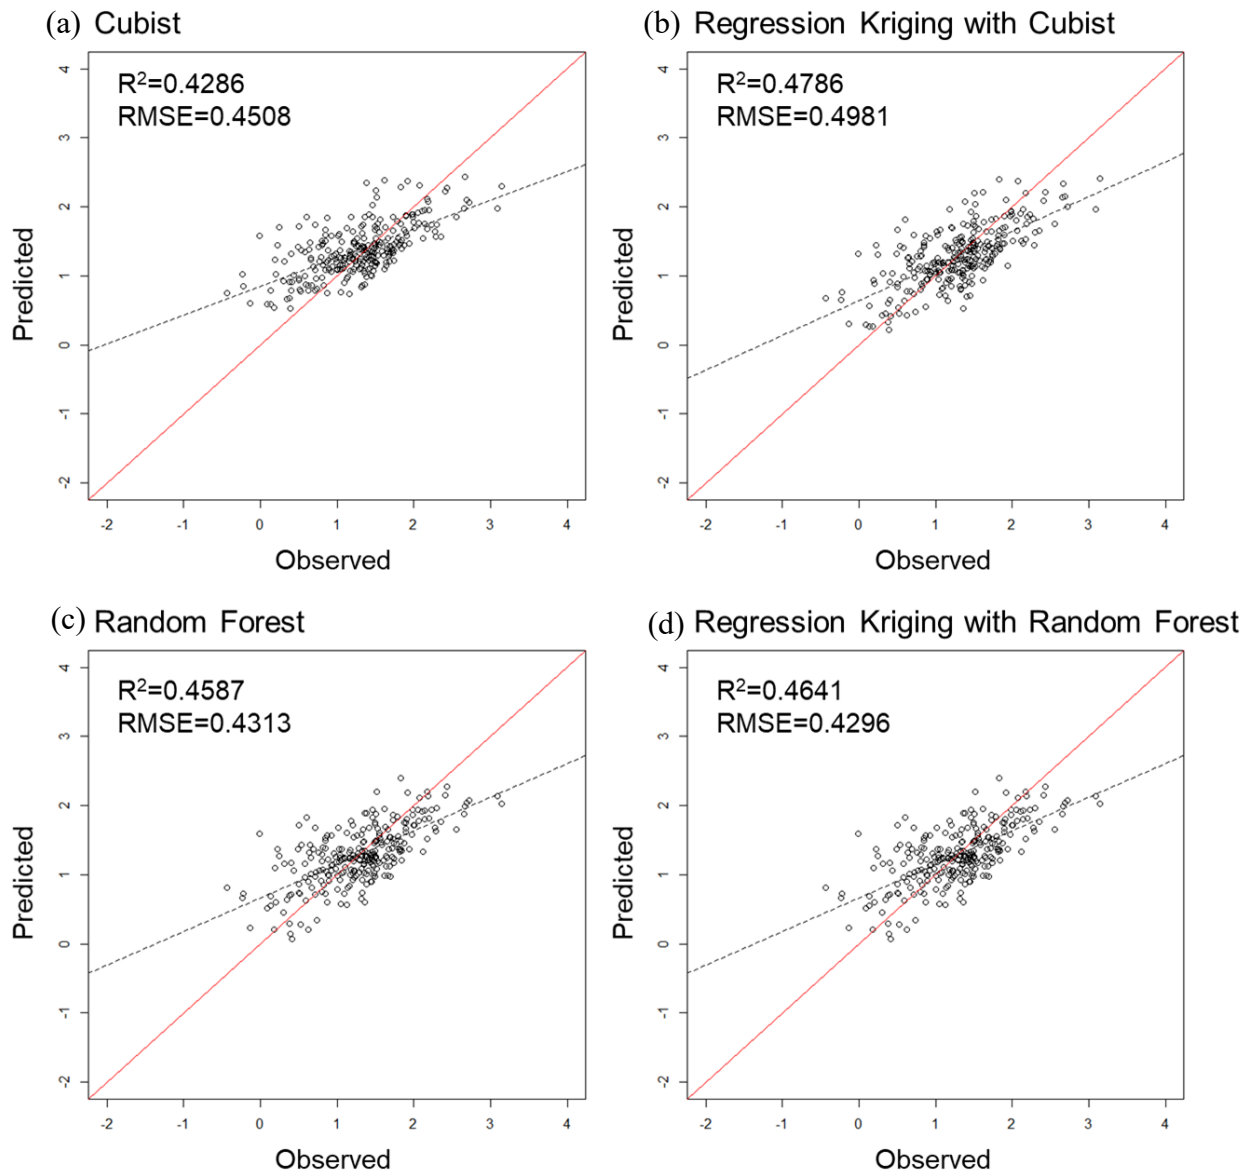 (a) Cubist
R²=0.4286
RMSE=0.4508
4
3
2
1
0
-1
-2
Predicted
-2 -1 0 1 2 3 4
Observed
(b) Regression Kriging with Cubist
R²=0.4786
RMSE=0.4981
4
3
2
1
0
-1
-2
Predicted
-2 -1 0 1 2 3 4
Observed
(c) Random Forest
R²=0.4587
RMSE=0.4313
4
3
2
1
0
-1
-2
Predicted
-2 -1 0 1 2 3 4
Observed
(d) Regression Kriging with Random Forest
R²=0.4641
RMSE=0.4296
4
3
2
1
0
-1
-2
Predicted
-2 -1 0 1 2 3 4
Observed